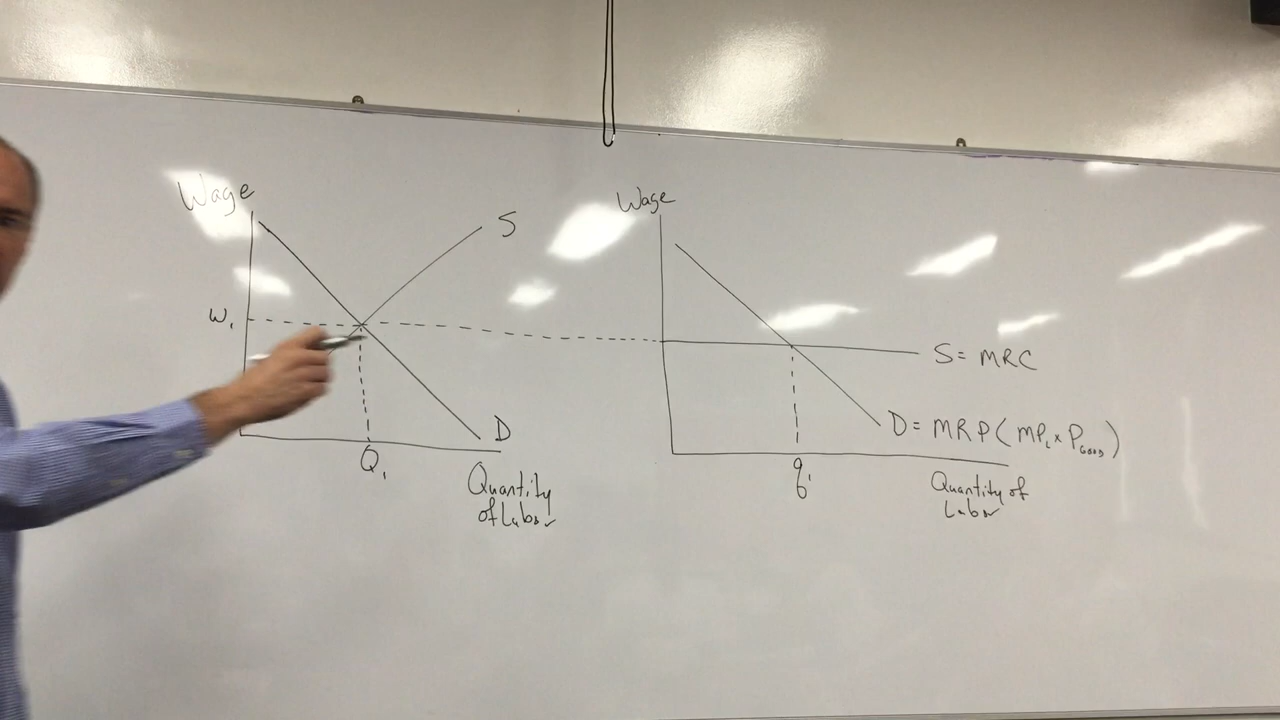 Wage
S
W1
D
Q1
Quantity
of Labor
Wage
S = MRC
D = MRP (MPL x PGOOD)
q1
Quantity of
Labor